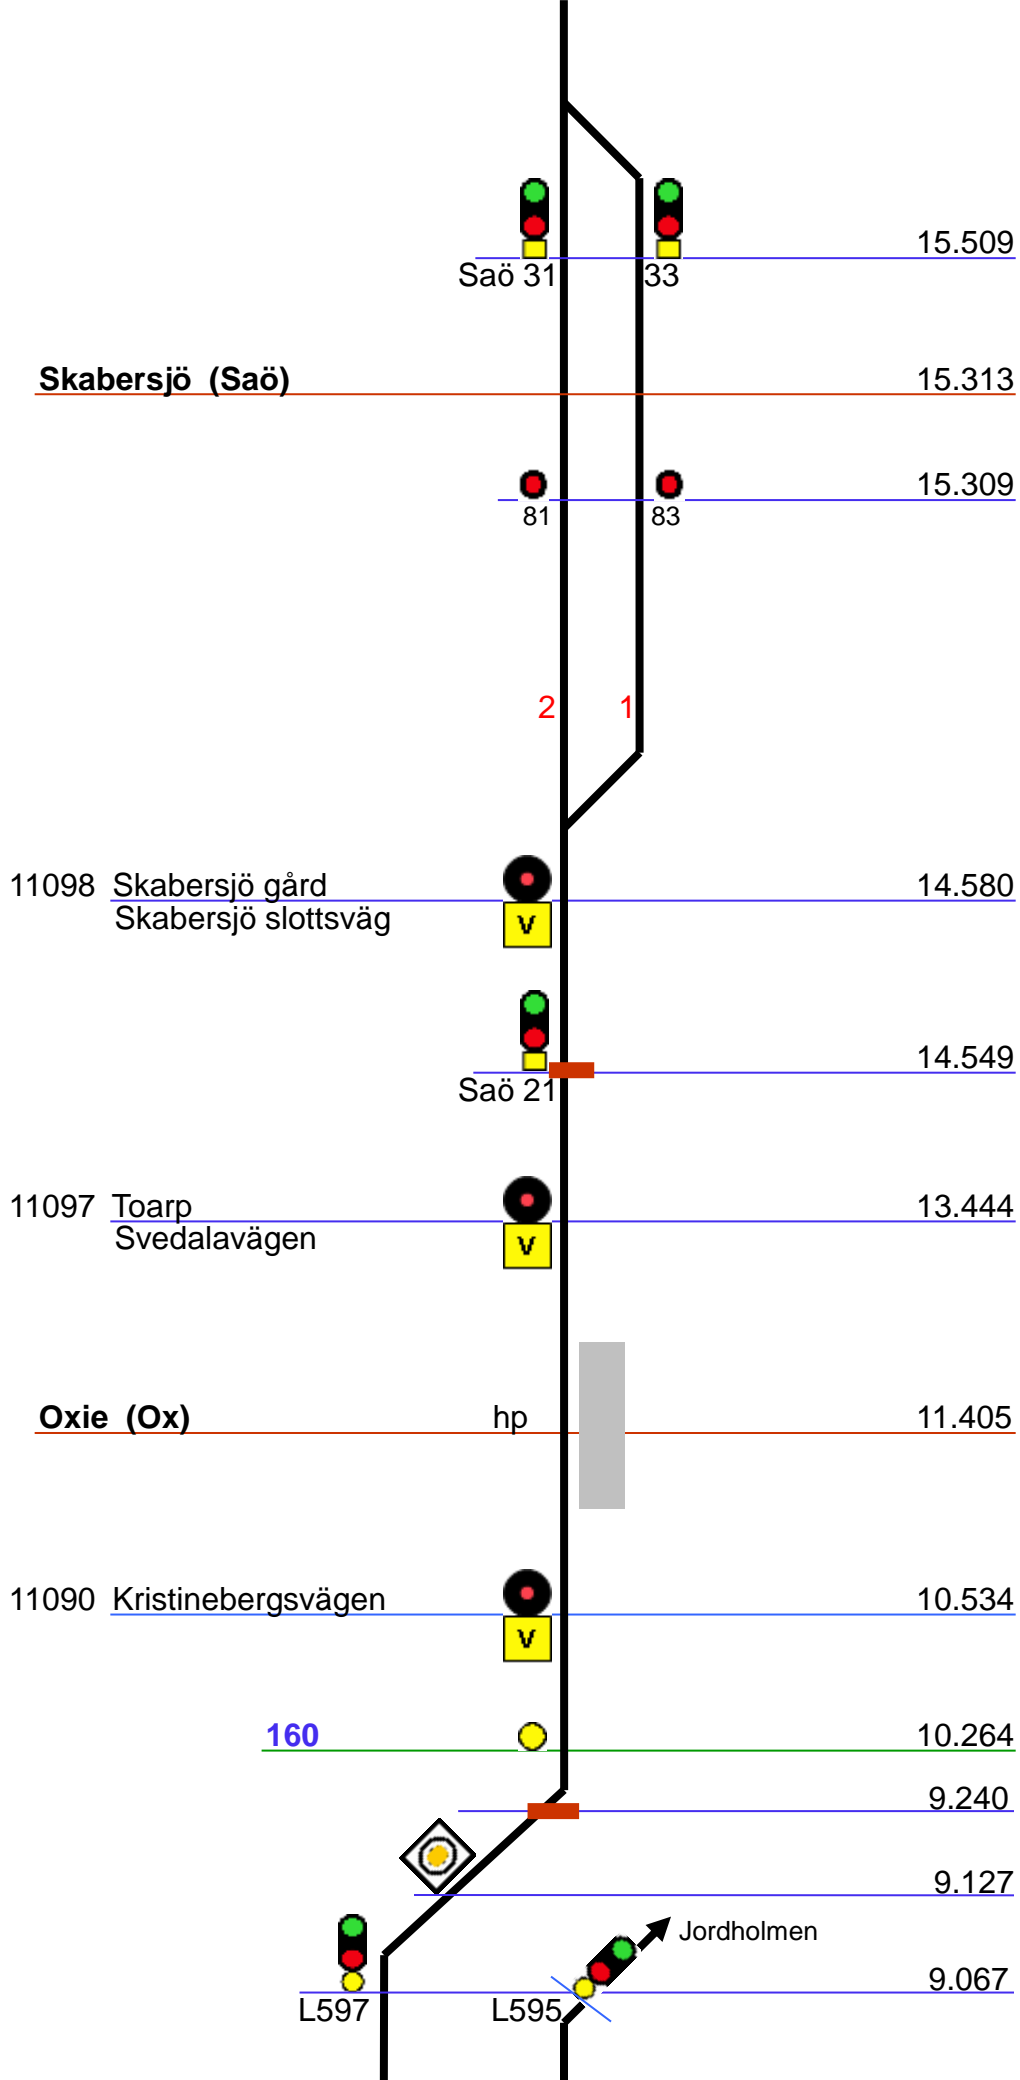 15.509
Saö 31 33
Skabersjö (Saö) 15.313
15.309
81 83
2 1
11098 Skabersjö gård 14.580
Skabersjö slottsväg
V
14.549
Saö 21
11097 Toarp 13.444
Svedalavägen
V
Oxie (Ox) hp 11.405
11090 Kristinebergsvägen 10.534
V
160 10.264
9.240
9.127
Jordholmen
9.067
L597 L595